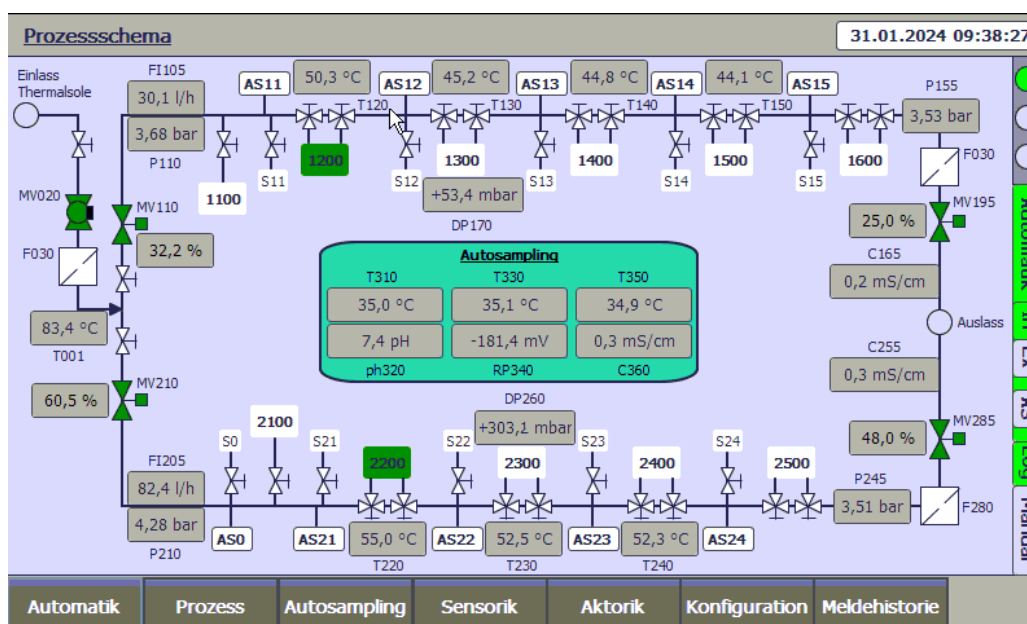 Prozessschema
31.01.2024 09:38:27
Einlass
Thermalsole
FI105
30,1 l/h
3,68 bar
P110
AS11
50,3 °C
AS12
45,2 °C
AS13
44,8 °C
AS14
44,1 °C
AS15
P155
3,53 bar
T120
T130
T140
T150
1100
S11
1200
S12
1300
S13
1400
S14
1500
S15
1600
F030
+53,4 mbar
DP170
MV020
MV110
32,2 %
F030
83,4 °C
T001
MV195
25,0 %
C165
0,2 mS/cm
Auslass
C255
0,3 mS/cm
Autosampling
T310
T330
T350
35,0 °C
35,1 °C
34,9 °C
7,4 pH
-181,4 mV
0,3 mS/cm
ph320
RP340
C360
MV210
60,5 %
DP260
+303,1 mbar
MV285
48,0 %
S0
2100
S21
2200
S22
2300
S23
2400
S24
2500
FI205
82,4 l/h
4,28 bar
P210
P245
3,51 bar
F280
AS0
AS21
55,0 °C
AS22
52,5 °C
AS23
52,3 °C
AS24
T220
T230
T240
Automatik
In
Ex
AS
Log
Manual
Automatik
Prozess
Autosampling
Sensorik
Aktorik
Konfiguration
Meldehistorie